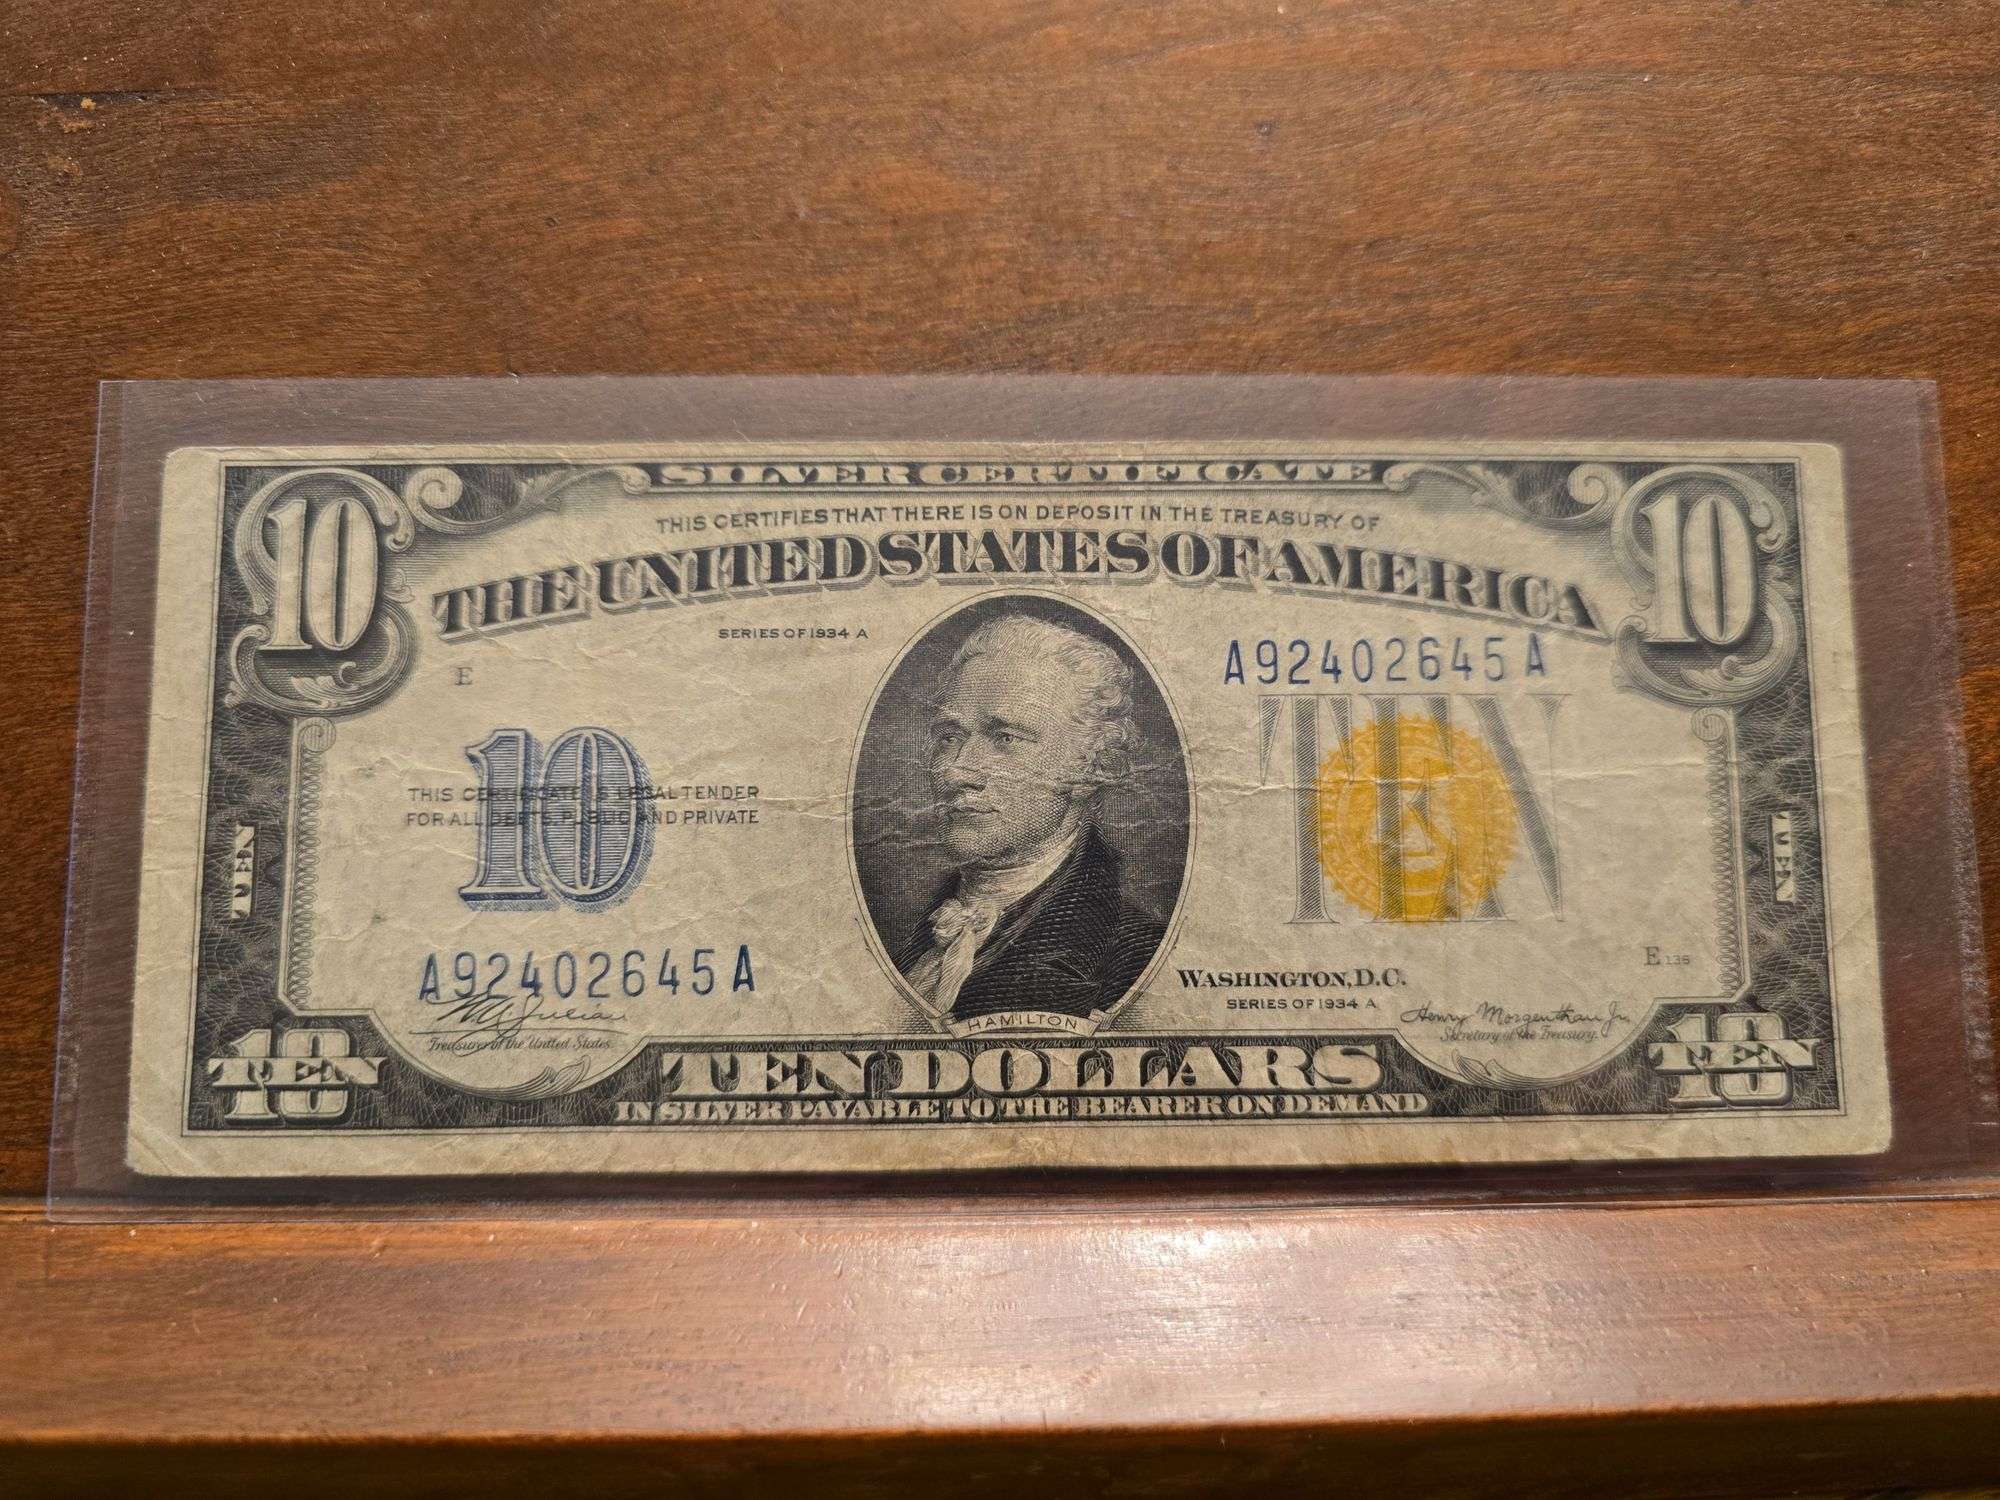 SILVER CERTIFICATE
10
10
THIS CERTIFIES THAT THERE IS ON DEPOSIT IN THE TREASURY OF
THE UNITED STATES OF AMERICA
SERIES OF 1934 A
A92402645A
E
10
TEN
THIS CERTIFICATE IS LEGAL TENDER
FOR ALL DEBTS, PUBLIC AND PRIVATE
TEN
TEN
A92402645A
E 135
WASHINGTON, D.C.
SERIES OF 1934 A
W.A. Julian
Treasurer of the United States.
Henry Morgenthau Jr.
Secretary of the Treasury.
HAMILTON
10
TEN
TEN DOLLARS
10
TEN
IN SILVER PAYABLE TO THE BEARER ON DEMAND